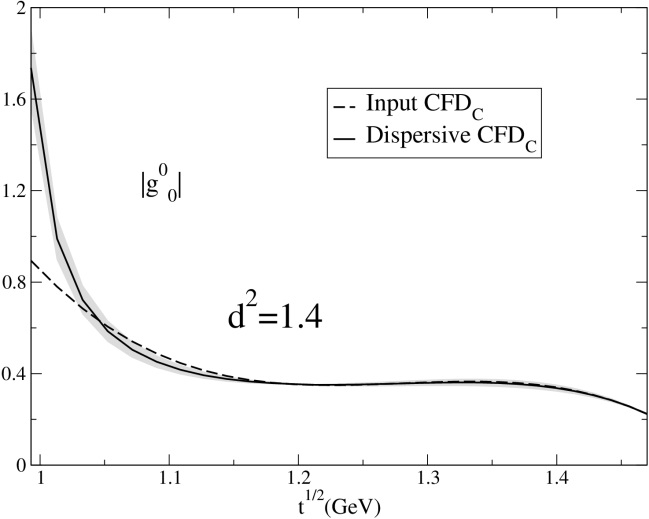 2
1.6
1.2
0.8
0.4
0
Input CFD_C
Dispersive CFD_C
|g^0_0|
d^2=1.4
1 1.1 1.2 1.3 1.4
t^1/2(GeV)